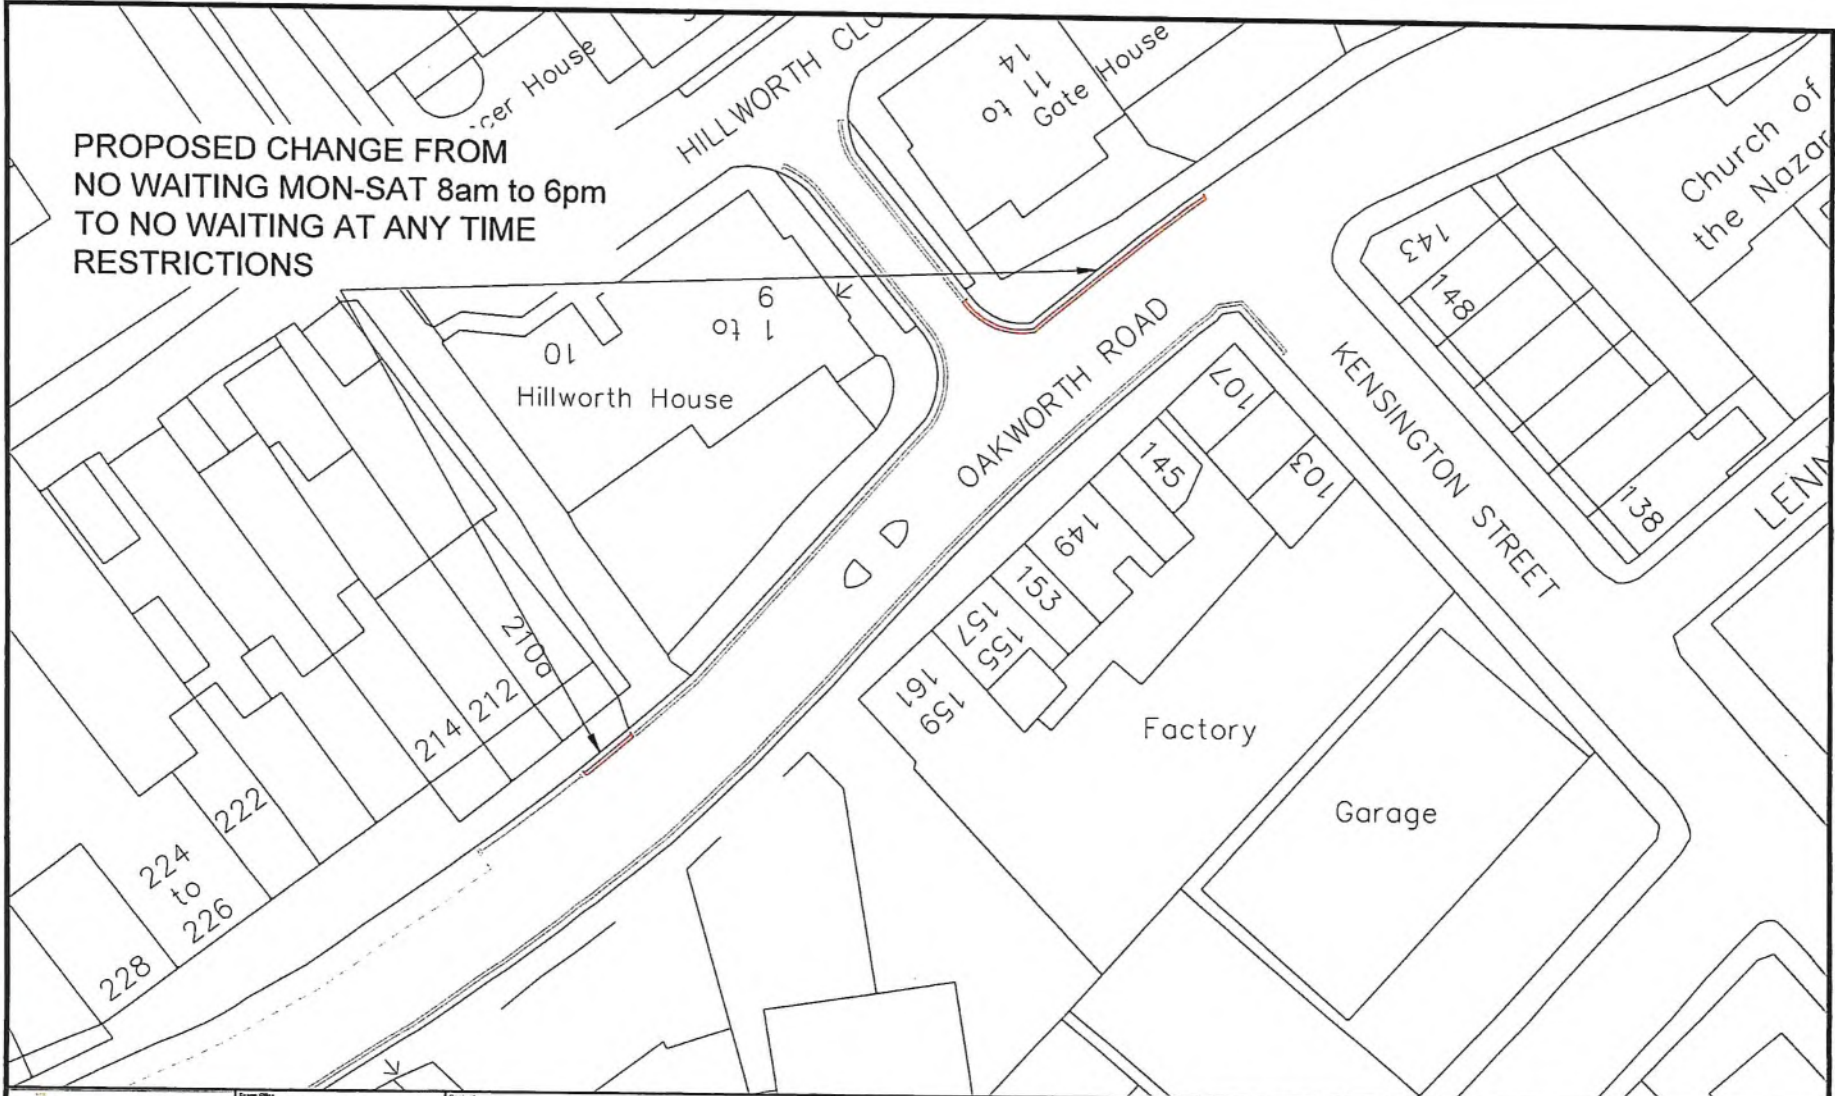 PROPOSED CHANGE FROM
NO WAITING MON-SAT 8am to 6pm
TO NO WAITING AT ANY TIME
RESTRICTIONS
House
HILLWORTH
14
11 to
Gate House
Church of
the
HILLWORTH
1 to
9
10
Hillworth House
OAKWORTH ROAD
KENSINGTON STREET
143
148
138
107
103
145
149
153
155
157
159
161
210a
212
214
222
224
to
226
228
Factory
Garage